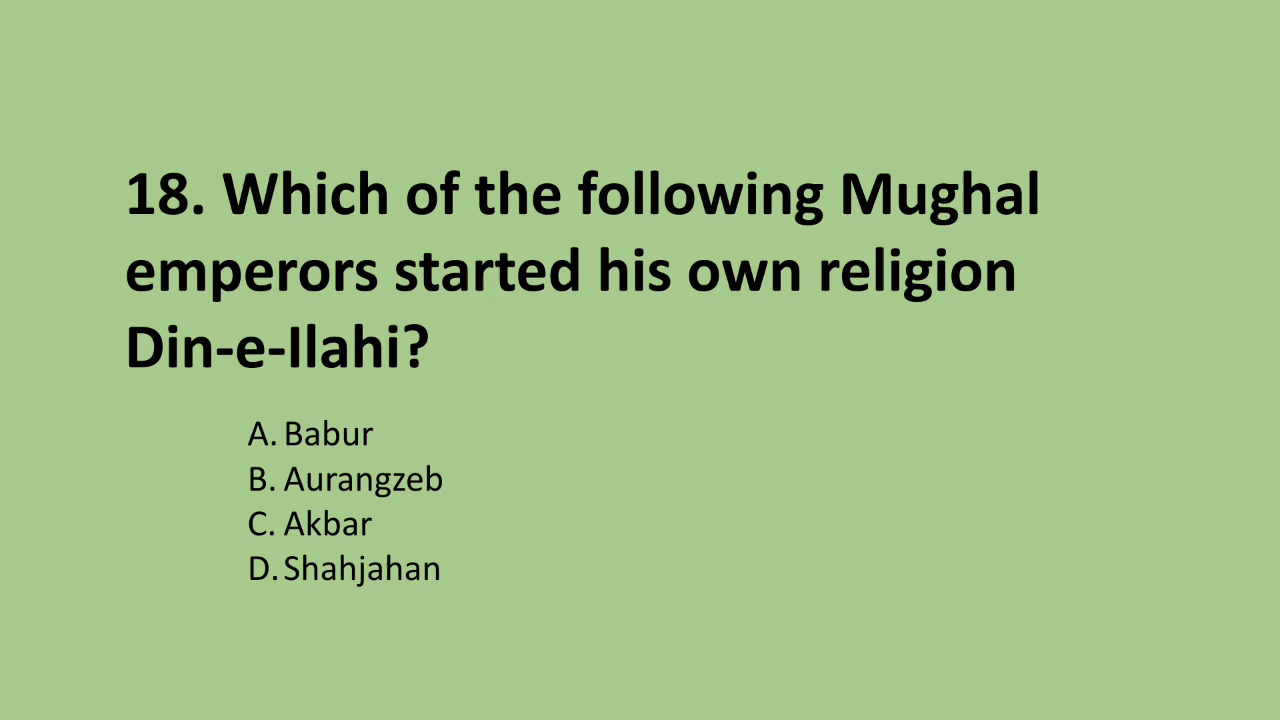 18. Which of the following Mughal
emperors started his own religion
Din-e-Ilahi?
A. Babur
B. Aurangzeb
C. Akbar
D. Shahjahan